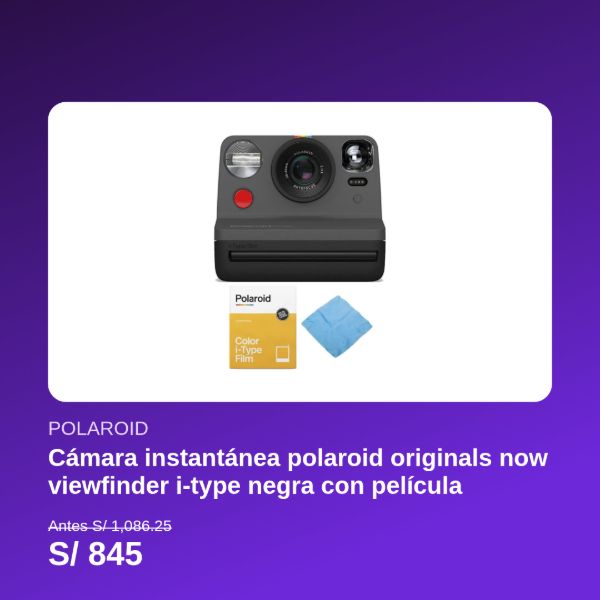 Polaroid
Color
i-Type
Film
POLAROID
Cámara instantánea polaroid originals now
viewfinder i-type negra con película
Antes S/ 1,086.25
S/ 845